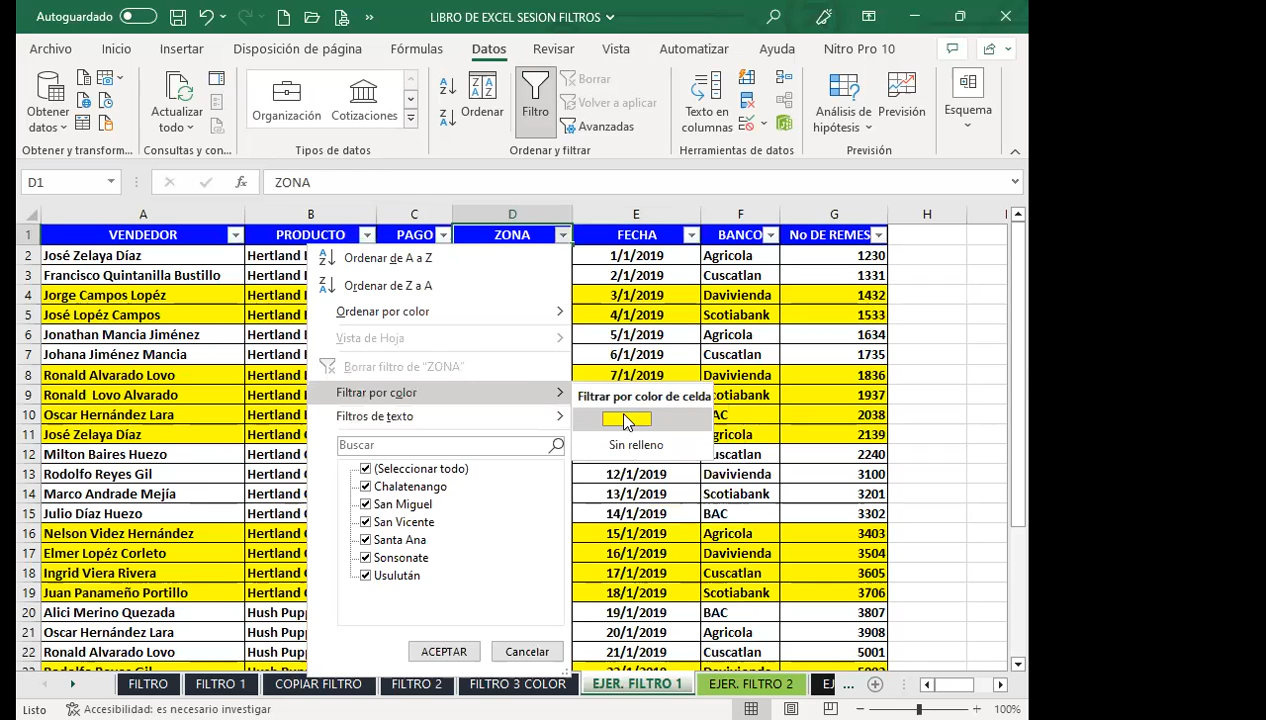 Autoguardado
LIBRO DE EXCEL SESION FILTROS
Archivo Inicio Insertar Disposición de página Fórmulas Datos Revisar Vista Automatizar Ayuda Nitro Pro 10
Obtener datos
Actualizar todo
Organización Cotizaciones
Ordenar
Filtro
Borrar
Volver a aplicar
Avanzadas
Texto en columnas
Análisis de hipótesis
Previsión
Esquema
Obtener y transform... Consultas y con... Tipos de datos Ordenar y filtrar Herramientas de datos Previsión
D1 fx ZONA
A B C D E F G H I
1 VENDEDOR PRODUCTO PAGO ZONA FECHA BANCO No DE REMES
2 José Zelaya Díaz Hertland 1/1/2019 Agricola 1230
3 Francisco Quintanilla Bustillo Hertland 2/1/2019 Cuscatlan 1331
4 Jorge Campos Lopéz Hertland 3/1/2019 Davivienda 1432
5 José Lopéz Campos Hertland 4/1/2019 Scotiabank 1533
6 Jonathan Mancia Jiménez Hertland 5/1/2019 Agricola 1634
7 Johana Jiménez Mancia Hertland 6/1/2019 Cuscatlan 1735
8 Ronald Alvarado Lovo Hertland 7/1/2019 Davivienda 1836
9 Ronald Alvarado Lovo Hertland cotiabank 1937
10 Oscar Hernández Lara Hertland AC 2038
11 José Zelaya Díaz Hertland gricola 2139
12 Milton Baires Huezo Hertland uscatlan 2240
13 Rodolfo Reyes Gil Hertland 12/1/2019 Davivienda 3100
14 Marco Andrade Mejía Hertland 13/1/2019 Scotiabank 3201
15 Julio Díaz Huezo Hertland 14/1/2019 BAC 3302
16 Nelson Videz Hernández Hertland 15/1/2019 Agricola 3403
17 Elmer Lopéz Corleto Hertland 16/1/2019 Davivienda 3504
18 Ingrid Viera Rivera Hertland 17/1/2019 Cuscatlan 3605
19 Juan Panameño Portillo Hertland 18/1/2019 Scotiabank 3706
20 Alici Merino Quezada Hush Pup 19/1/2019 BAC 3807
21 Oscar Hernández Lara Hush Pup 20/1/2019 Agricola 3908
22 Ronald Alvarado Lovo Hush Pup 21/1/2019 Cuscatlan 5001
Ordenar de A a Z
Ordenar de Z a A
Ordenar por color
Vista de Hoja
Borrar filtro de "ZONA"
Filtrar por color
Filtros de texto
Buscar
(Seleccionar todo)
Chalatenango
San Miguel
San Vicente
Santa Ana
Sonsonate
Usulután
ACEPTAR Cancelar
Filtrar por color de celda
Sin relleno
FILTRO FILTRO 1 COPIAR FILTRO FILTRO 2 FILTRO 3 COLOR EJER. FILTRO 1 EJER. FILTRO 2 EJ ...
Listo Accesibilidad: es necesario investigar 100%